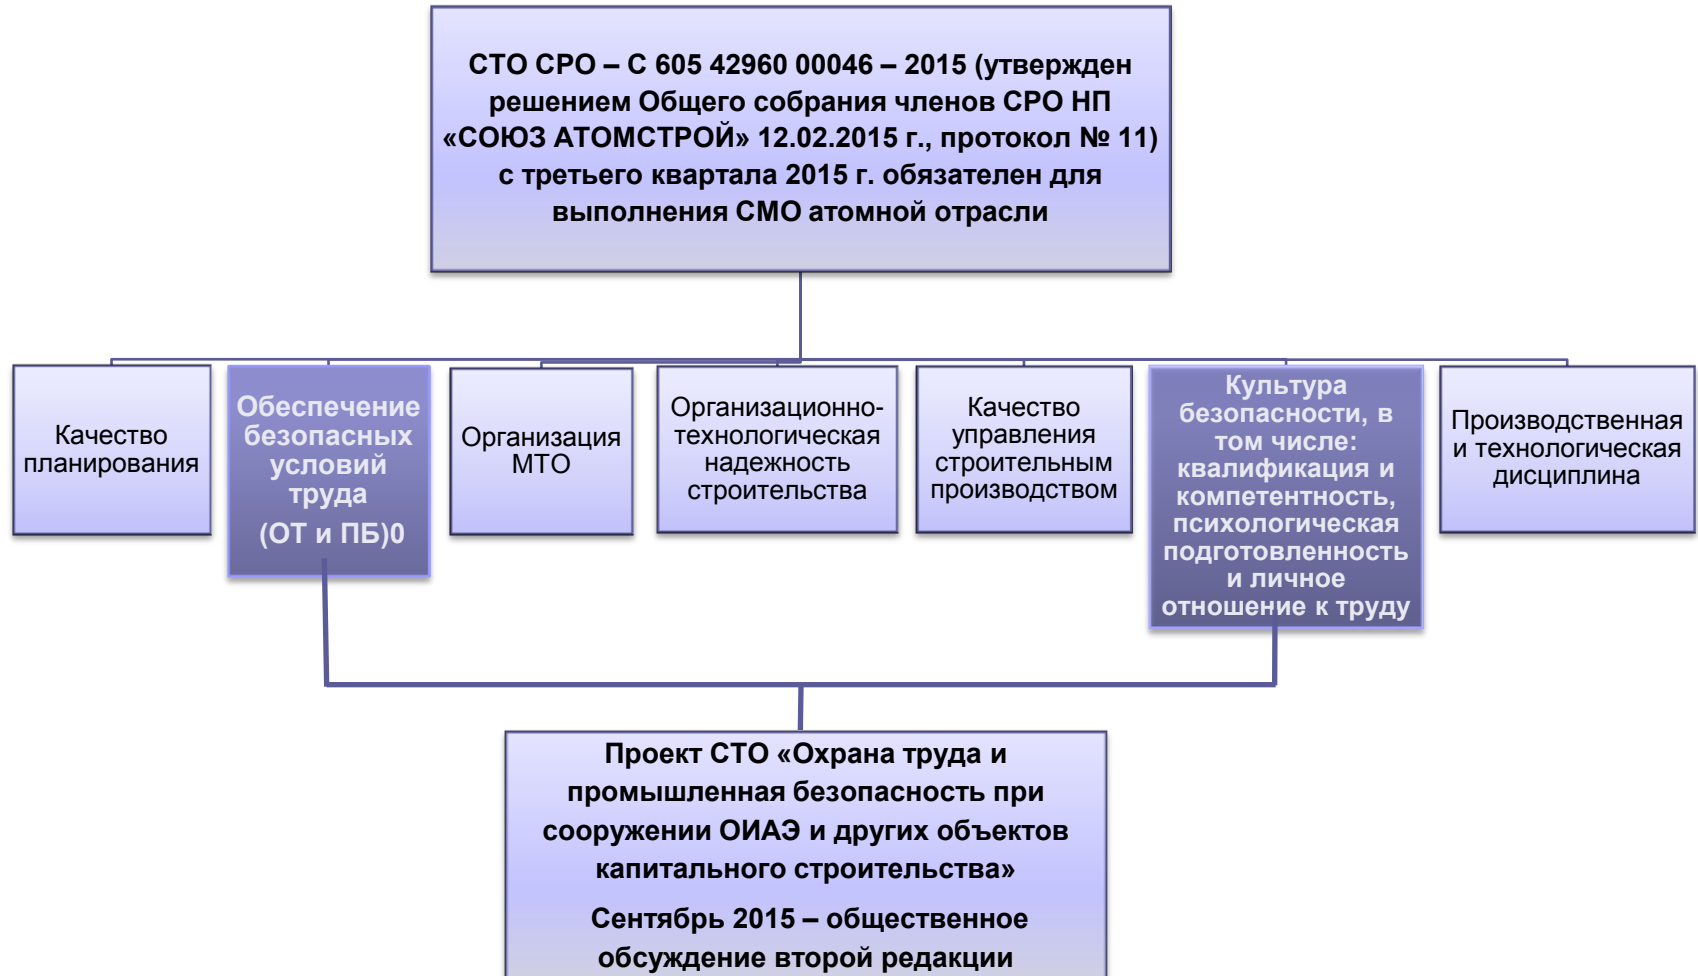 СТО СРО – С 605 42960 00046 – 2015 (утвержден
решением Общего собрания членов СРО НП
«СОЮЗ АТОМСТРОЙ» 12.02.2015 г., протокол № 11)
с третьего квартала 2015 г. обязателен для
выполнения СМО атомной отрасли
Качество
планирования
Обеспечение
безопасных
условий
труда
(ОТ и ПБ)0
Организация
МТО
Организационно-
технологическая
надежность
строительства
Качество
управления
строительным
производством
Культура
безопасности, в
том числе:
квалификация и
компетентность,
психологическая
подготовленность
и личное
отношение к труду
Производственная
и технологическая
дисциплина
Проект СТО «Охрана труда и
промышленная безопасность при
сооружении ОИАЭ и других объектов
капитального строительства»
Сентябрь 2015 – общественное
обсуждение второй редакции